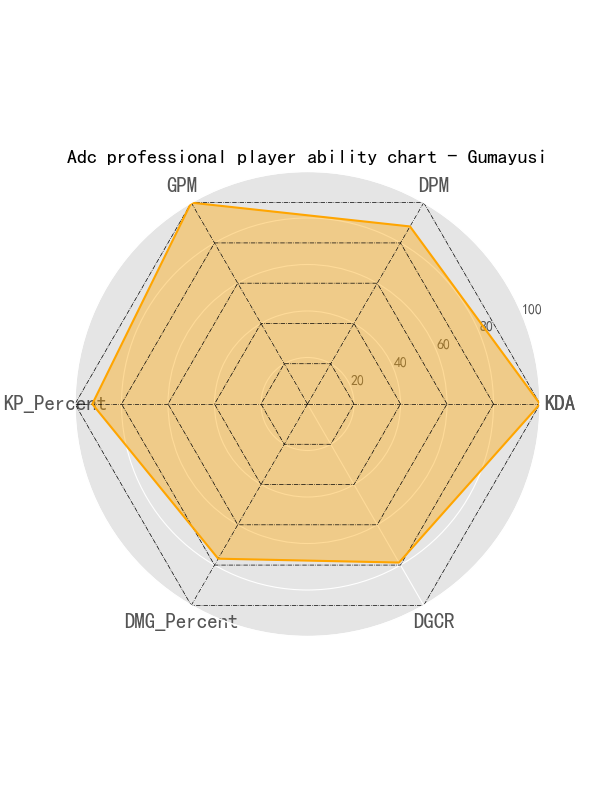 Adc professional player ability chart - Gumayusi
GPM
DPM
100
80
60
40
20
KP_Percent
KDA
DMG_Percent
DGCR